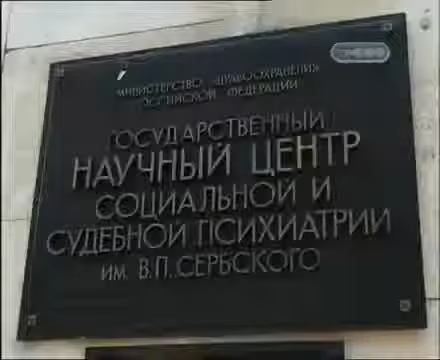 МИНИСТЕРСТВО ЗДРАВООХРАНЕНИЯ
РОССИЙСКОЙ ФЕДЕРАЦИИ
ГОСУДАРСТВЕННЫЙ
НАУЧНЫЙ ЦЕНТР
СОЦИАЛЬНОЙ И
СУДЕБНОЙ ПСИХИАТРИИ
ИМ. В.П. СЕРБСКОГО